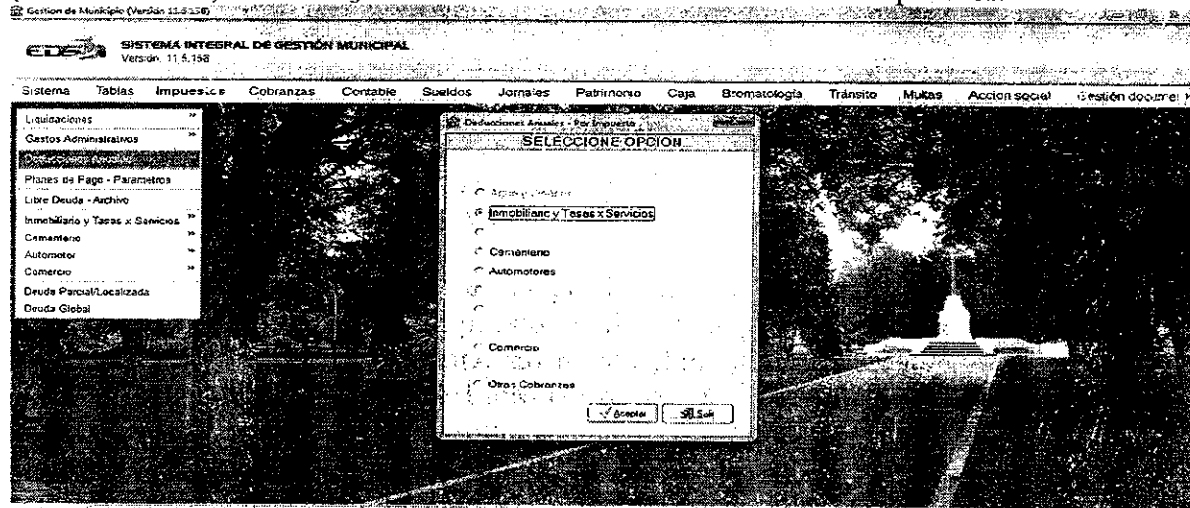 Gestion de Municipio (Versión 11.5.158)
SISTEMA INTEGRAL DE GESTIÓN MUNICIPAL
Versión: 11.5.158
Sistema Tablas Impuestos Cobranzas Contable Sueldos Jornales Patrimonio Caja Bromatología Tránsito Multas Accion social
Liquidaciones
Gastos Administrativos
Deducciones Anuales
Planes de Pago - Parametros
Libre Deuda - Archivo
Inmobiliario y Tasas x Servicios
Cementerio
Automotor
Comercio
Deuda Parcial/Localizada
Deuda Global
Deducciones Anuales - Por Impuesto
SELECCIONE OPCION
Inmobiliario y Tasas x Servicios
Cementerio
Automotores
Comercio
Otras Cobranzas
Aceptar Salir